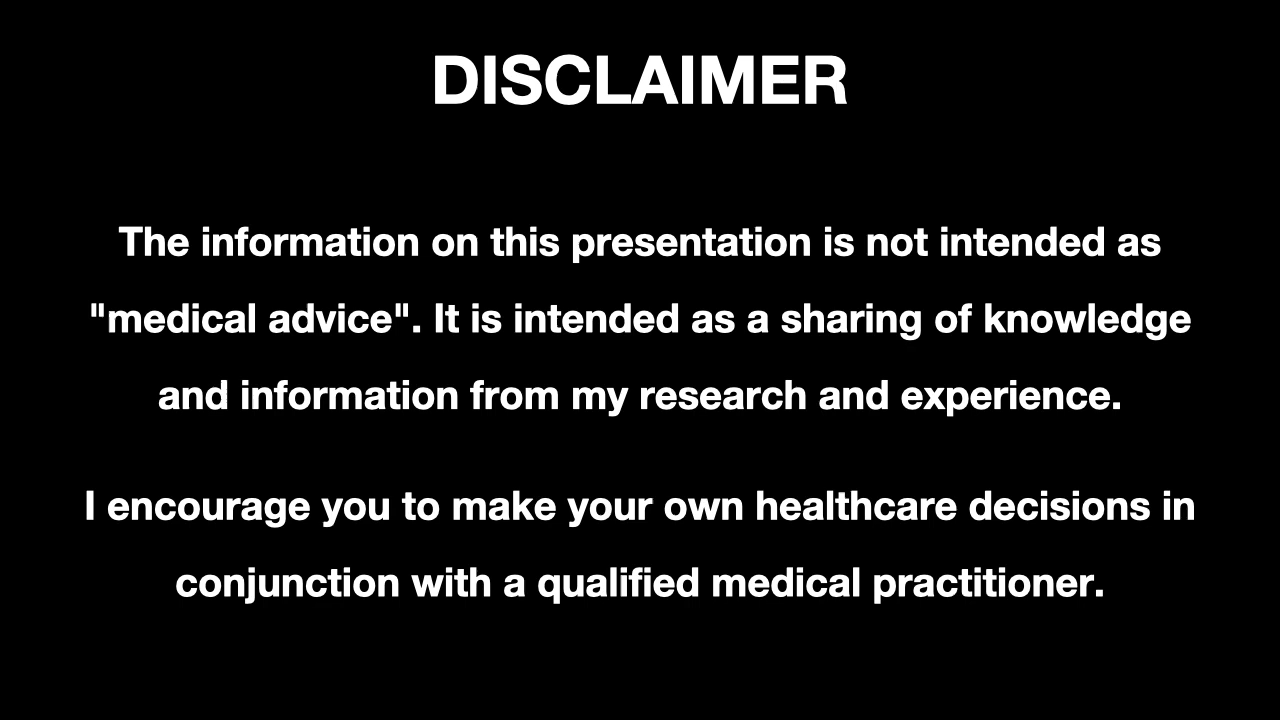 DISCLAIMER
The information on this presentation is not intended as
"medical advice". It is intended as a sharing of knowledge
and information from my research and experience.
I encourage you to make your own healthcare decisions in
conjunction with a qualified medical practitioner.